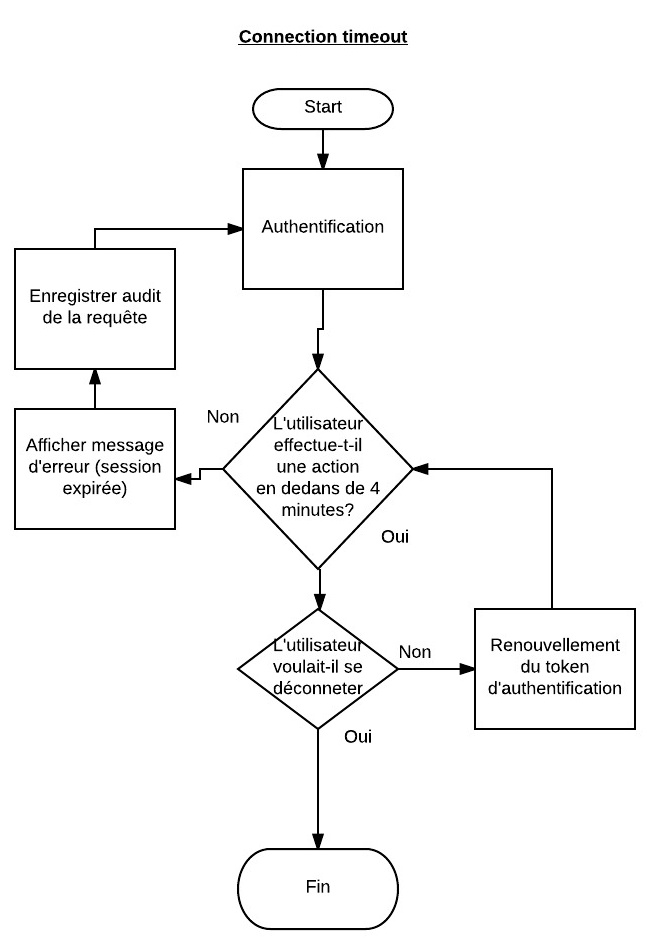 Connection timeout
Start
Authentification
Enregistrer audit
de la requête
Non
L'utilisateur
effectue-t-il
une action
en dedans de 4
minutes?
Afficher message
d'erreur (session
expirée)
Oui
L'utilisateur
voulait-il se
déconneter
Non
Renouvellement
du token
d'authentification
Oui
Fin